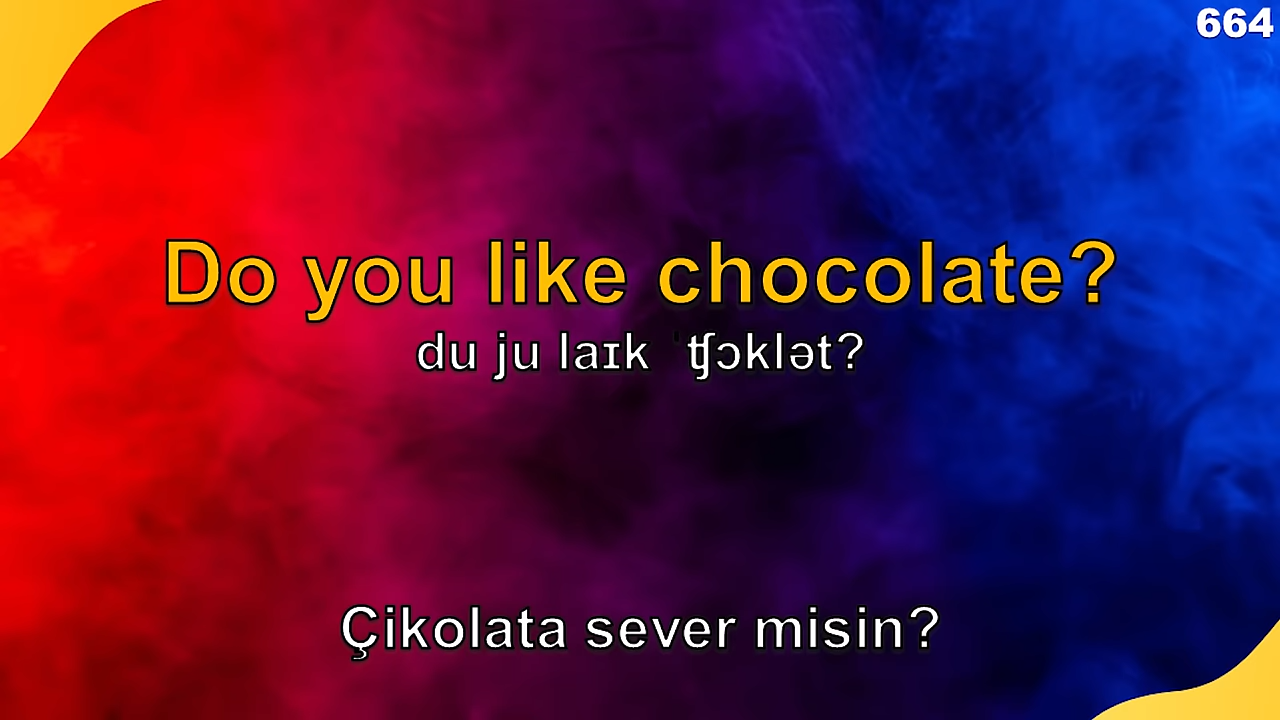 664
Do you like chocolate?
du ju laɪk ˈʧɔklət?
Çikolata sever misin?